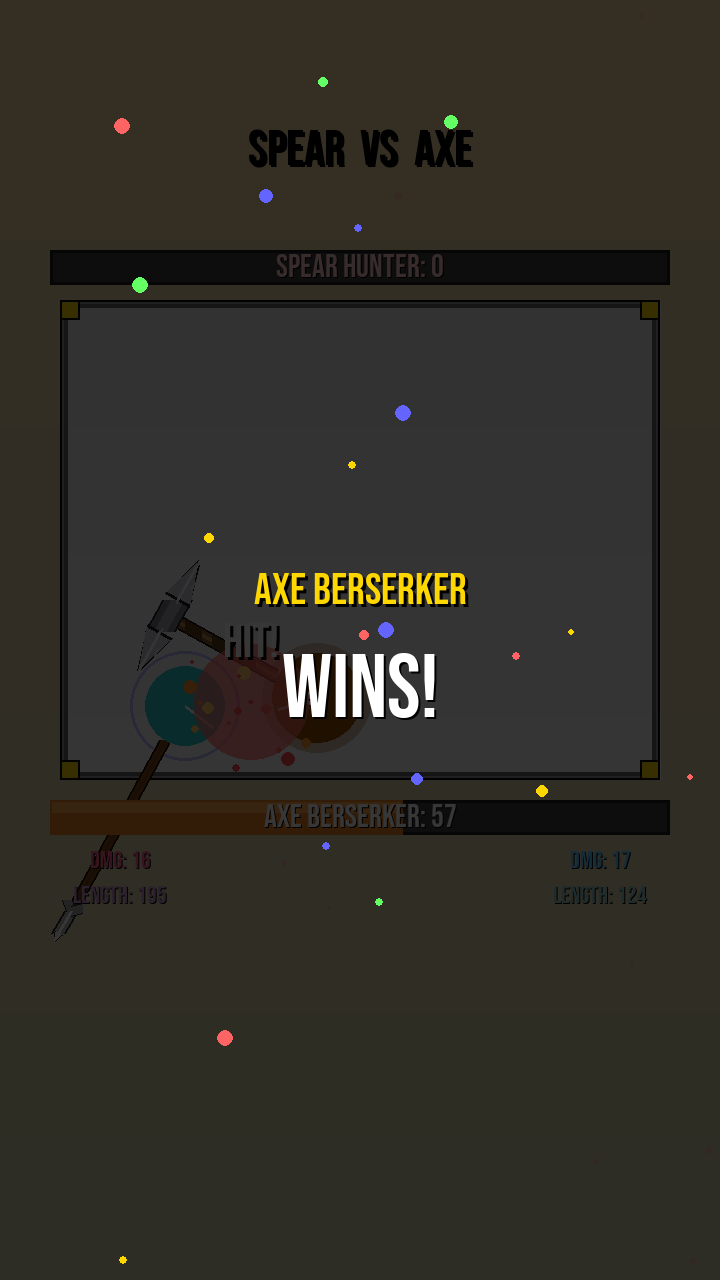 SPEAR VS AXE
SPEAR HUNTER: 0
AXE BERSERKER
HIT!
WINS!
AXE BERSERKER: 57
DMG: 16
DMG: 17
LENGTH: 195
LENGTH: 124